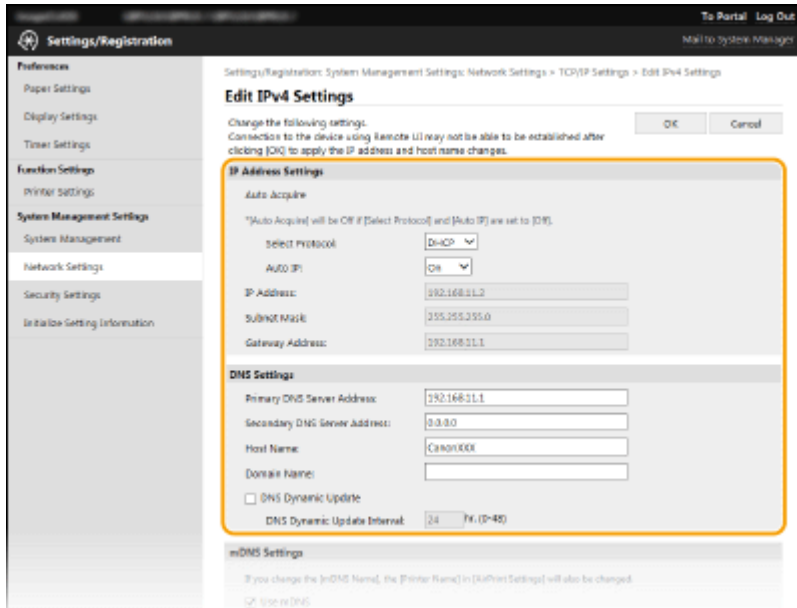 To Portal Log Out
Settings/Registration
Mail to System Manager
Preferences
Paper Settings
Display Settings
Timer Settings
Function Settings
Printer Settings
System Management Settings
System Management
Network Settings
Security Settings
Initialize Setting Information
Settings/Registration: System Management Settings: Network Settings > TCP/IP Settings > Edit IPv4 Settings
Edit IPv4 Settings
Change the following settings.
Connection to the device using Remote UI may not be able to be established after
clicking [OK] to apply the IP address and host name changes.
OK Cancel
IP Address Settings
Auto Acquire
*[Auto Acquire] will be Off if [Select Protocol] and [Auto IP] are set to [Off].
Select Protocol: DHCP
Auto IP: On
IP Address: 192.168.11.2
Subnet Mask: 255.255.255.0
Gateway Address: 192.168.11.1
DNS Settings
Primary DNS Server Address: 192.168.11.1
Secondary DNS Server Address: 0.0.0.0
Host Name: CanonXXX
Domain Name:
DNS Dynamic Update
DNS Dynamic Update Interval: 24 hr. (0-48)
mDNS Settings
If you change the [mDNS Name], the [Printer Name] in [AirPrint Settings] will also be changed.
Use mDNS